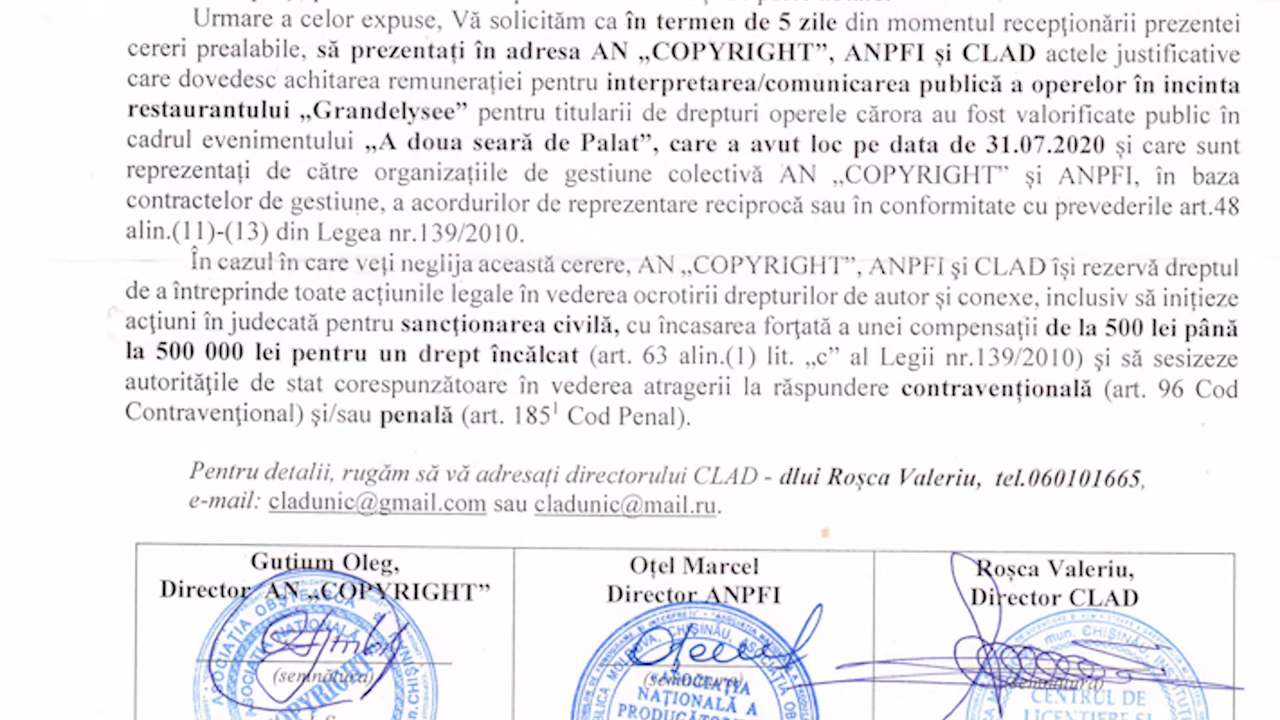 Urmare a celor expuse, Vă solicităm ca în termen de 5 zile din momentul recepționării prezentei
cereri prealabile, să prezentați în adresa AN „COPYRIGHT”, ANPFI și CLAD actele justificative
care dovedesc achitarea remunerației pentru interpretarea/comunicarea publică a operelor în incinta
restaurantului „Grandelysee” pentru titularii de drepturi operele cărora au fost valorificate public în
cadrul evenimentului „A doua seară de Palat”, care a avut loc pe data de 31.07.2020 și care sunt
reprezentați de către organizațiile de gestiune colectivă AN „COPYRIGHT” și ANPFI, în baza
contractelor de gestiune, a acordurilor de reprezentare reciprocă sau în conformitate cu prevederile art.48
alin.(11)-(13) din Legea nr.139/2010.
În cazul în care veți neglija această cerere, AN „COPYRIGHT”, ANPFI și CLAD își rezervă dreptul
de a întreprinde toate acțiunile legale în vederea ocrotirii drepturilor de autor și conexe, inclusiv să inițieze
acțiuni în judecată pentru sancționarea civilă, cu încasarea forțată a unei compensații de la 500 lei până
la 500 000 lei pentru un drept încălcat (art. 63 alin.(1) lit. „c” al Legii nr.139/2010) și să sesizeze
autoritățile de stat corespunzătoare în vederea atragerii la răspundere contravențională (art. 96 Cod
Contravențional) şi/sau penală (art. 185¹ Cod Penal).
Pentru detalii, rugăm să vă adresați directorului CLAD - dlui Roșca Valeriu, tel.060101665,
e-mail: cladunic@gmail.com sau cladunic@mail.ru.
Guțium Oleg,
Director AN „COPYRIGHT”
(semnătura)
Oțel Marcel
Director ANPFI
(semnătura)
ASOCIAȚIA
NAȚIONALĂ A
Roșca Valeriu,
Director CLAD
(semnătura)
mun. CHIȘINĂU
CENTRUL DE
LICENȚIERE ȘI